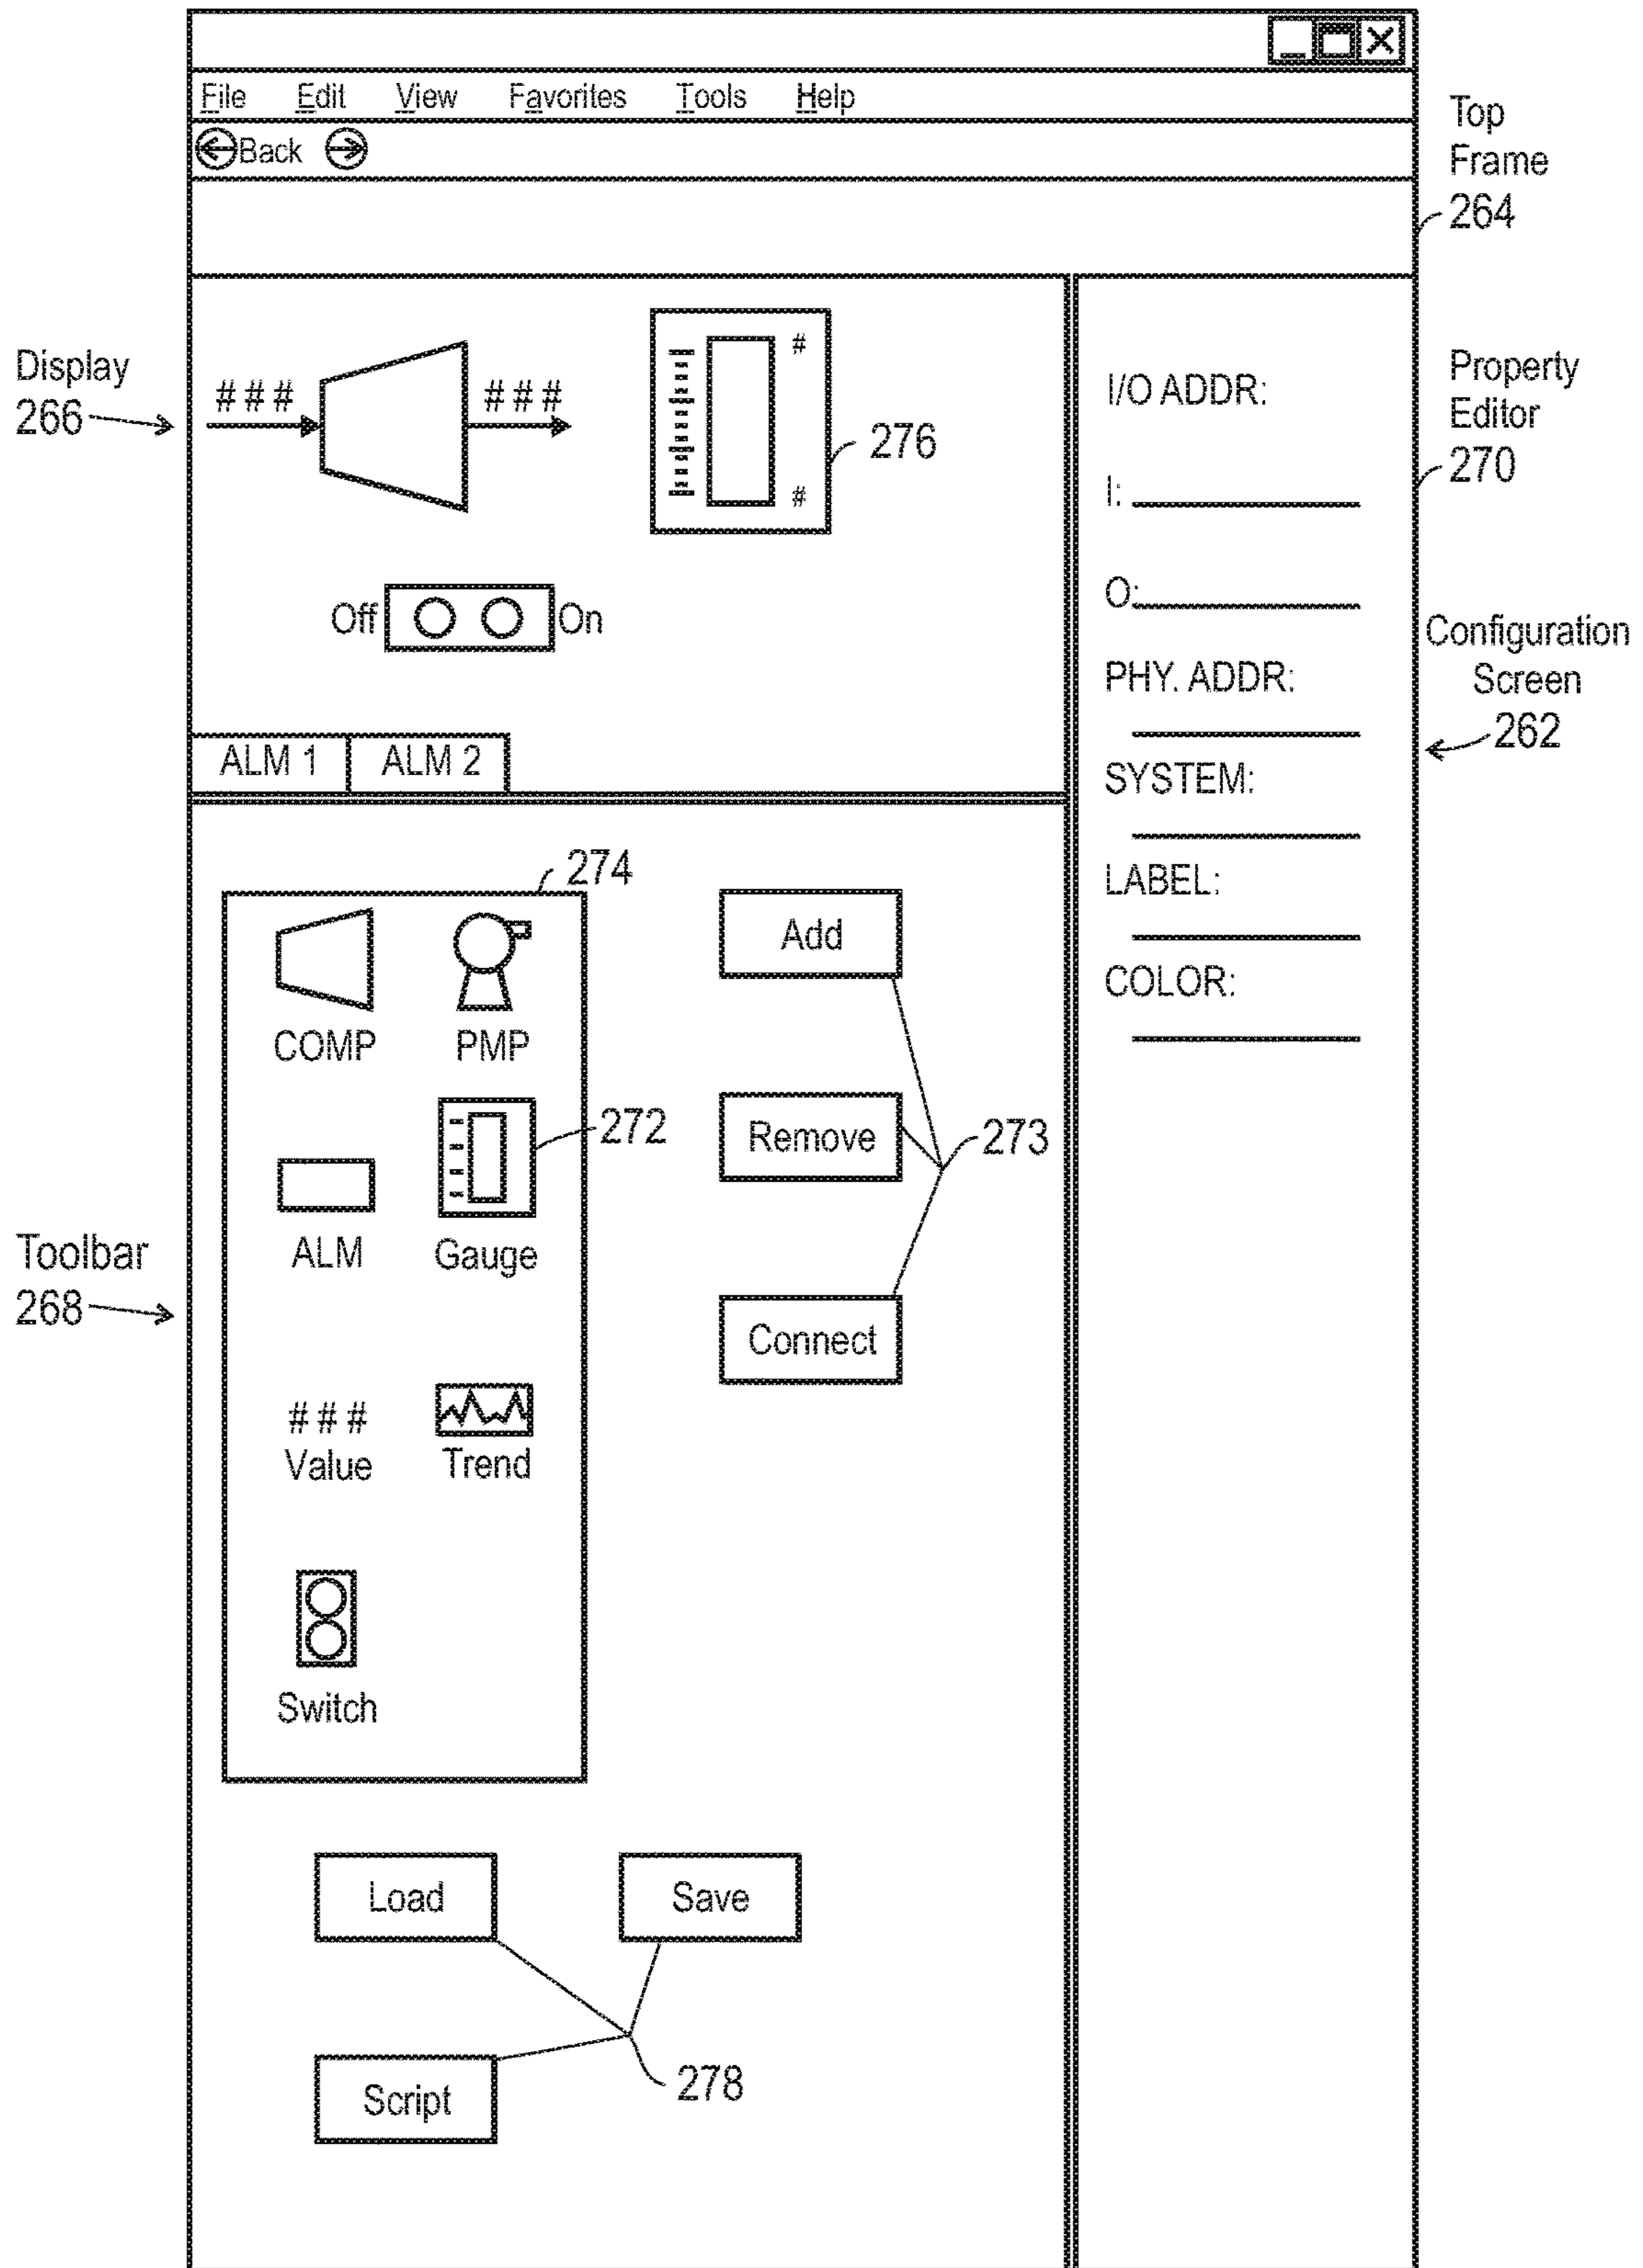 File Edit View Favorites Tools Help
Back
Top
Frame
264
Display
266
# # #
# # #
#
#
276
Off
On
ALM 1
ALM 2
I/O ADDR:
I:
O:
PHY. ADDR:
SYSTEM:
LABEL:
COLOR:
Property
Editor
270
Configuration
Screen
262
Toolbar
268
274
COMP
PMP
272
ALM
Gauge
# # #
Value
Trend
Switch
Add
Remove
273
Connect
Load
Save
Script
278